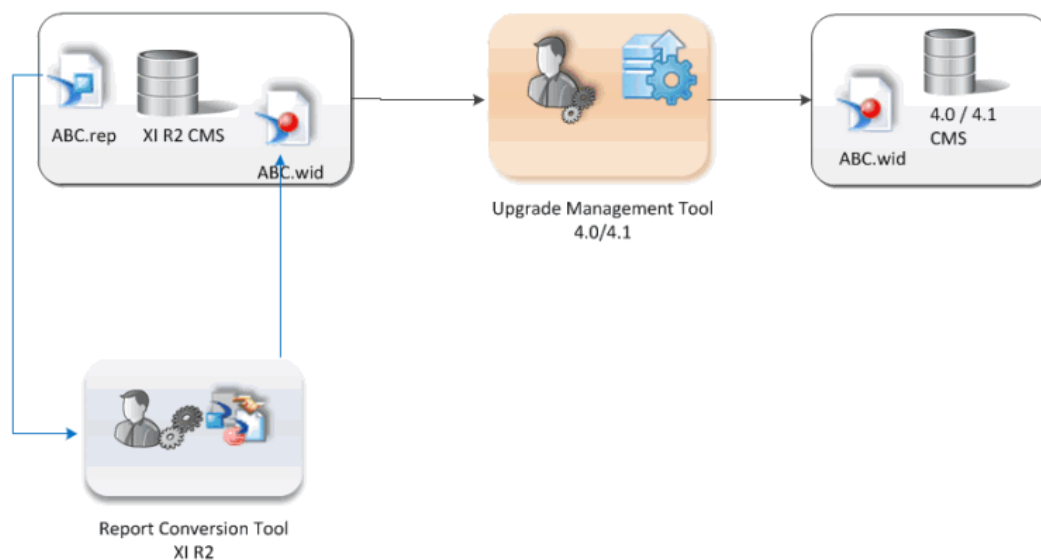 ABC.rep
XI R2 CMS
ABC.wid
Upgrade Management Tool
4.0/4.1
ABC.wid
4.0 / 4.1
CMS
Report Conversion Tool
XI R2